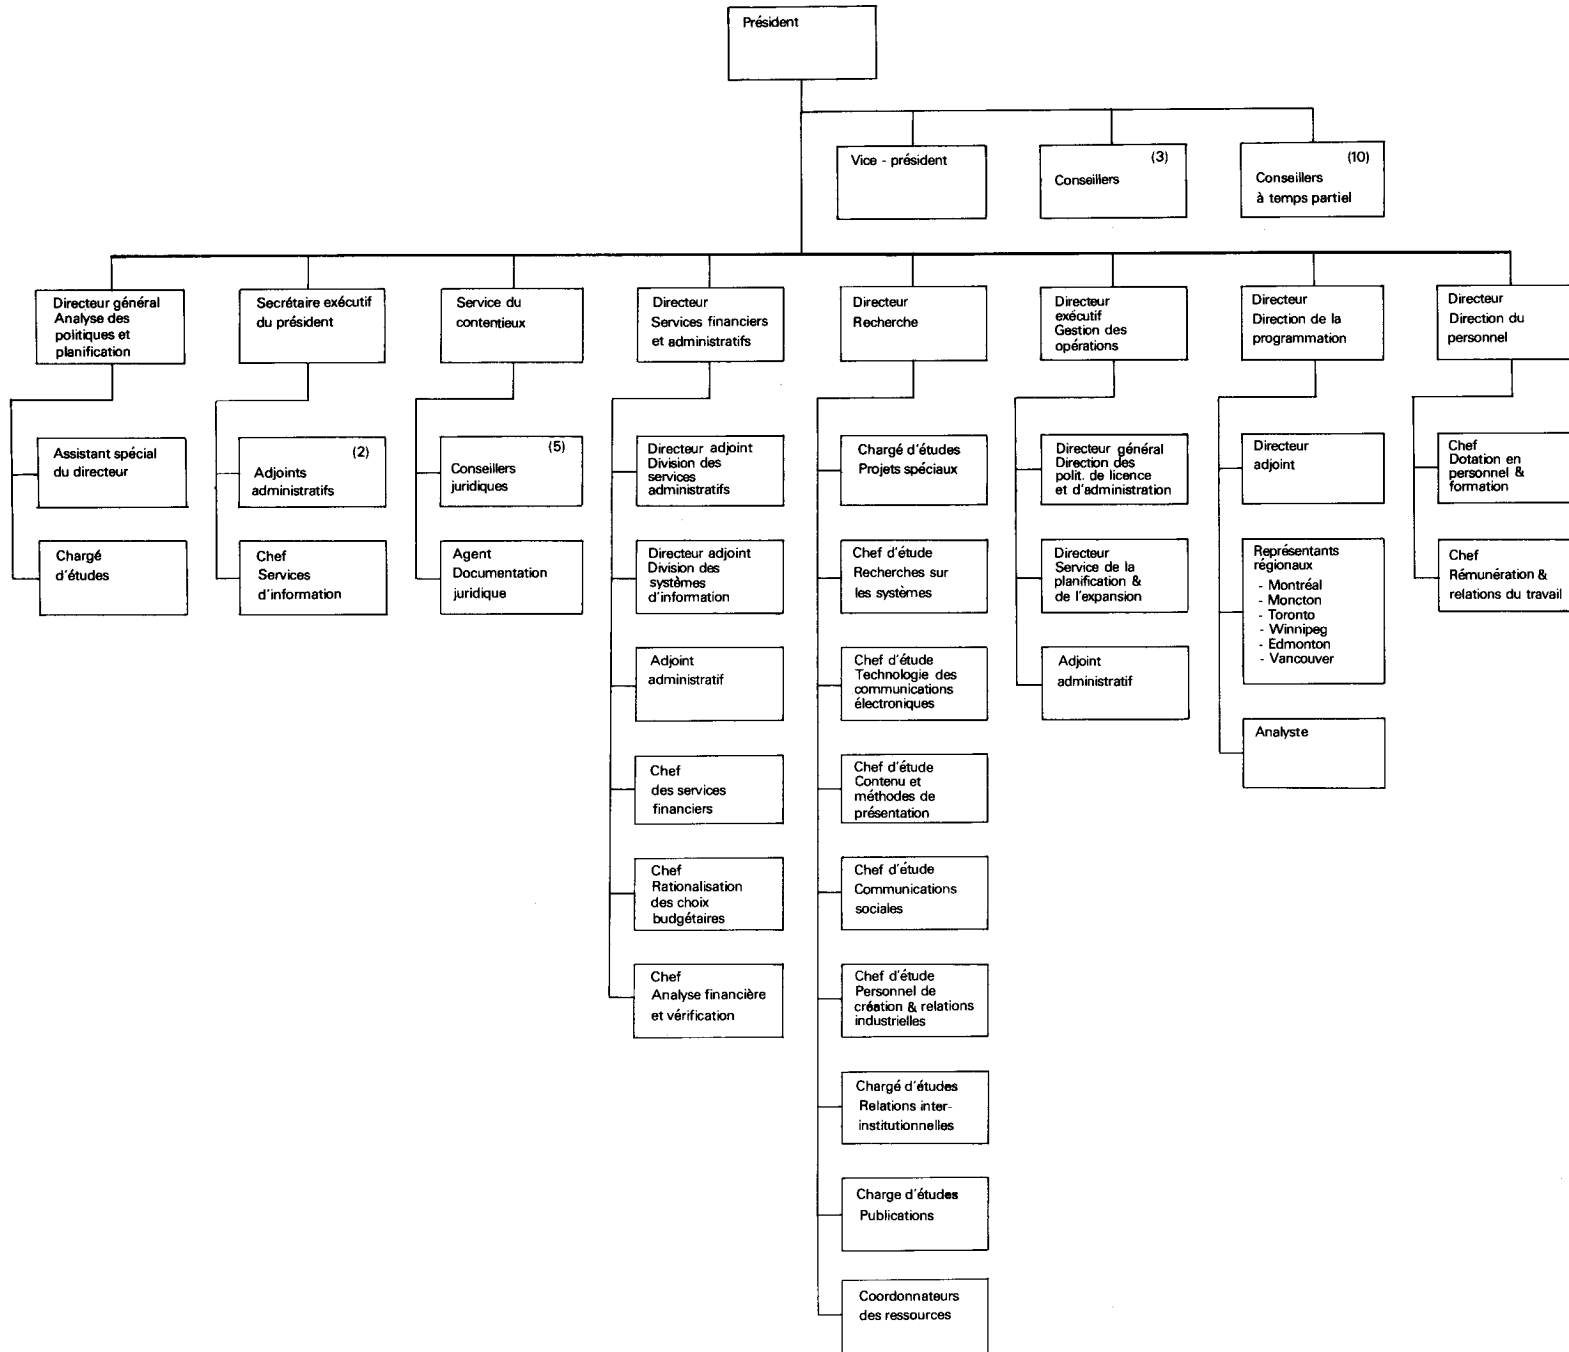 Président
Vice - président
(3)
Conseillers
(10)
Conseillers
à temps partiel
Directeur général
Analyse des
politiques et
planification
Secrétaire exécutif
du président
Service du
contentieux
Directeur
Services financiers
et administratifs
Directeur
Recherche
Directeur
exécutif
Gestion des
opérations
Directeur
Direction de la
programmation
Directeur
Direction du
personnel
Assistant spécial
du directeur
Chargé
d'études
(2)
Adjoints
administratifs
Chef
Services
d'information
(5)
Conseillers
juridiques
Agent
Documentation
juridique
Directeur adjoint
Division des
services
administratifs
Directeur adjoint
Division des
systèmes
d'information
Adjoint
administratif
Chef
des services
financiers
Chef
Rationalisation
des choix
budgétaires
Chef
Analyse financière
et vérification
Chargé d'études
Projets spéciaux
Chef d'étude
Recherches sur
les systèmes
Chef d'étude
Technologie des
communications
électroniques
Chef d'étude
Contenu et
méthodes de
présentation
Chef d'étude
Communications
sociales
Chef d'étude
Personnel de
création & relations
industrielles
Chargé d'études
Relations inter-
institutionnelles
Charge d'études
Publications
Coordonnateurs
des ressources
Directeur général
Direction des
polit. de licence
et d'administration
Directeur
Service de la
planification &
de l'expansion
Adjoint
administratif
Directeur
adjoint
Représentants
régionaux
- Montréal
- Moncton
- Toronto
- Winnipeg
- Edmonton
- Vancouver
Analyste
Chef
Dotation en
personnel &
formation
Chef
Rémunération &
relations du travail